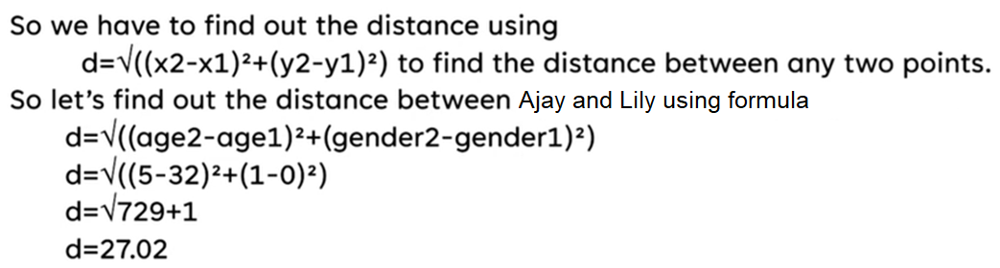 So we have to find out the distance using
d=√((x2-x1)²+(y2-y1)²) to find the distance between any two points.
So let's find out the distance between Ajay and Lily using formula
d=√((age2-age1)²+(gender2-gender1)²)
d=√((5-32)²+(1-0)²)
d=√729+1
d=27.02